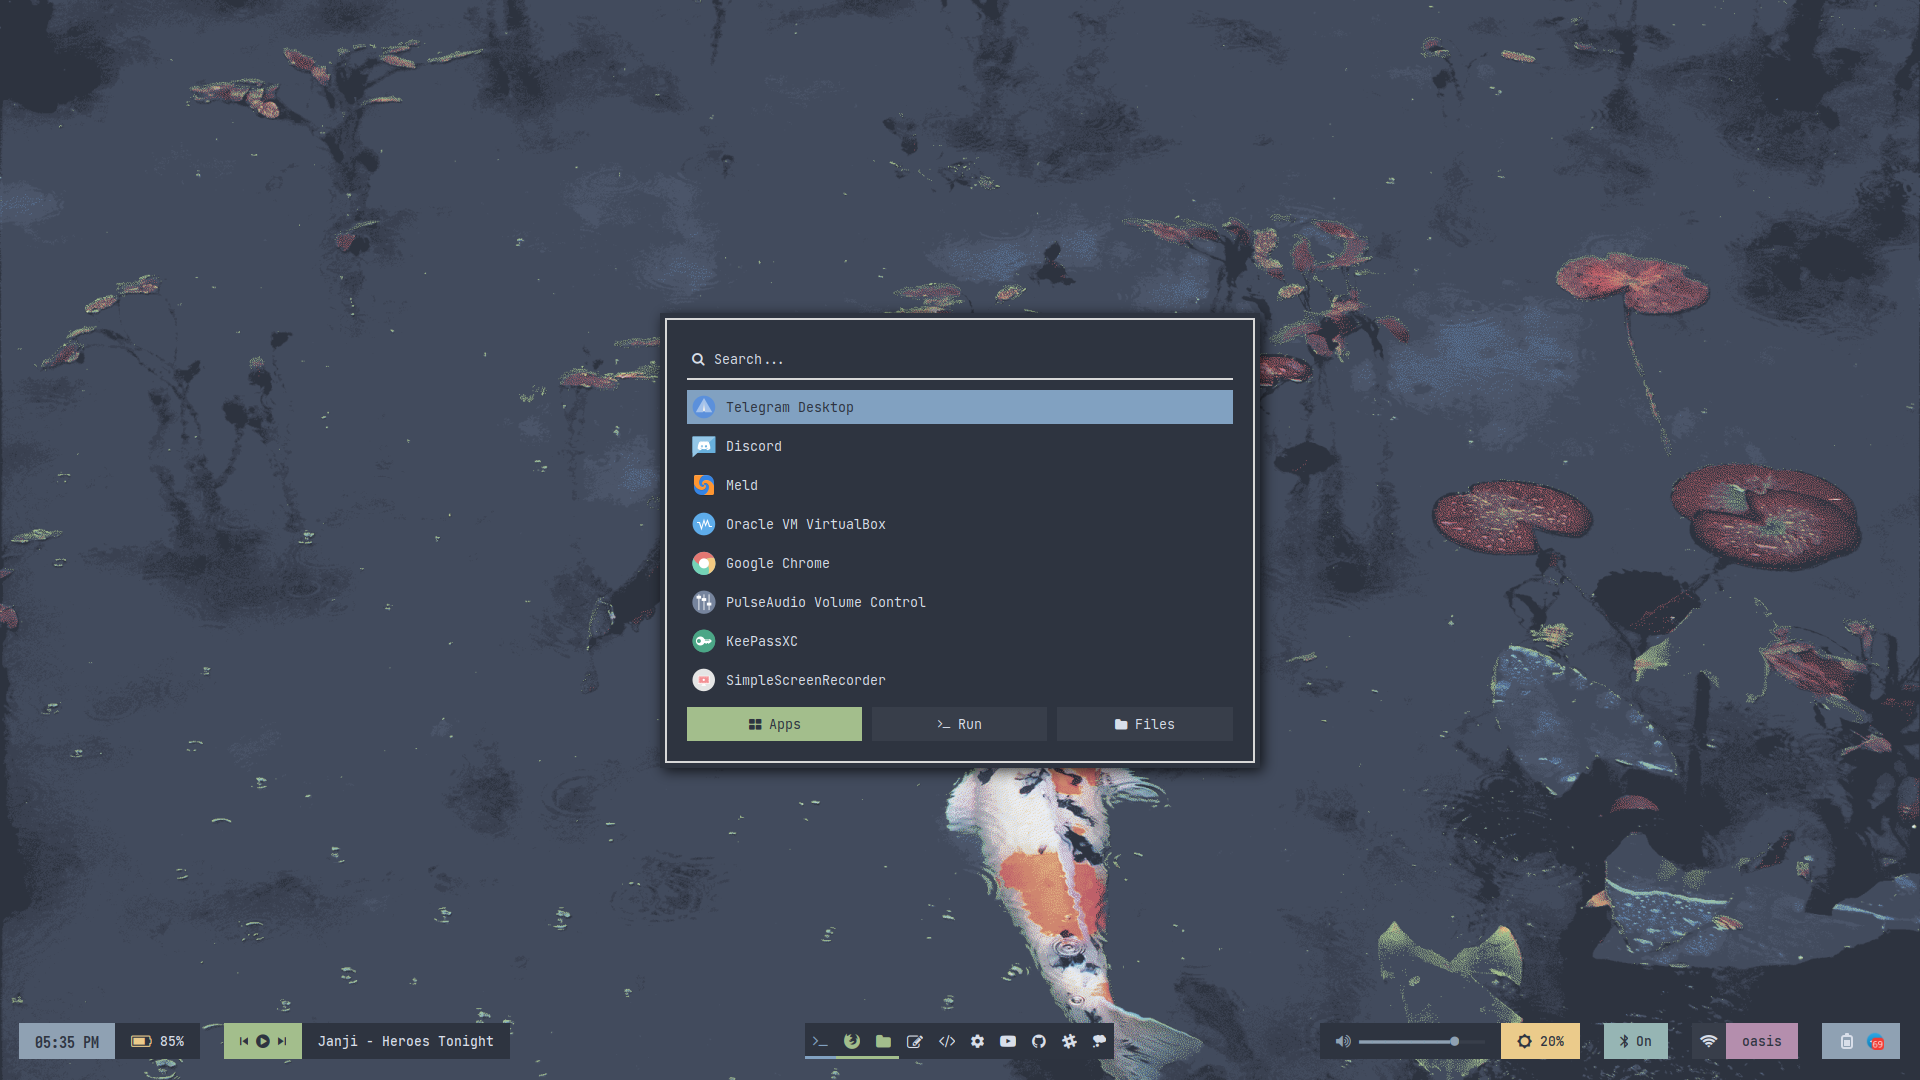 Search...
Telegram Desktop
Discord
Meld
Oracle VM VirtualBox
Google Chrome
PulseAudio Volume Control
KeePassXC
SimpleScreenRecorder
Apps
Run
Files
05:35 PM
85%
Janji - Heroes Tonight
20%
On
oasis
69